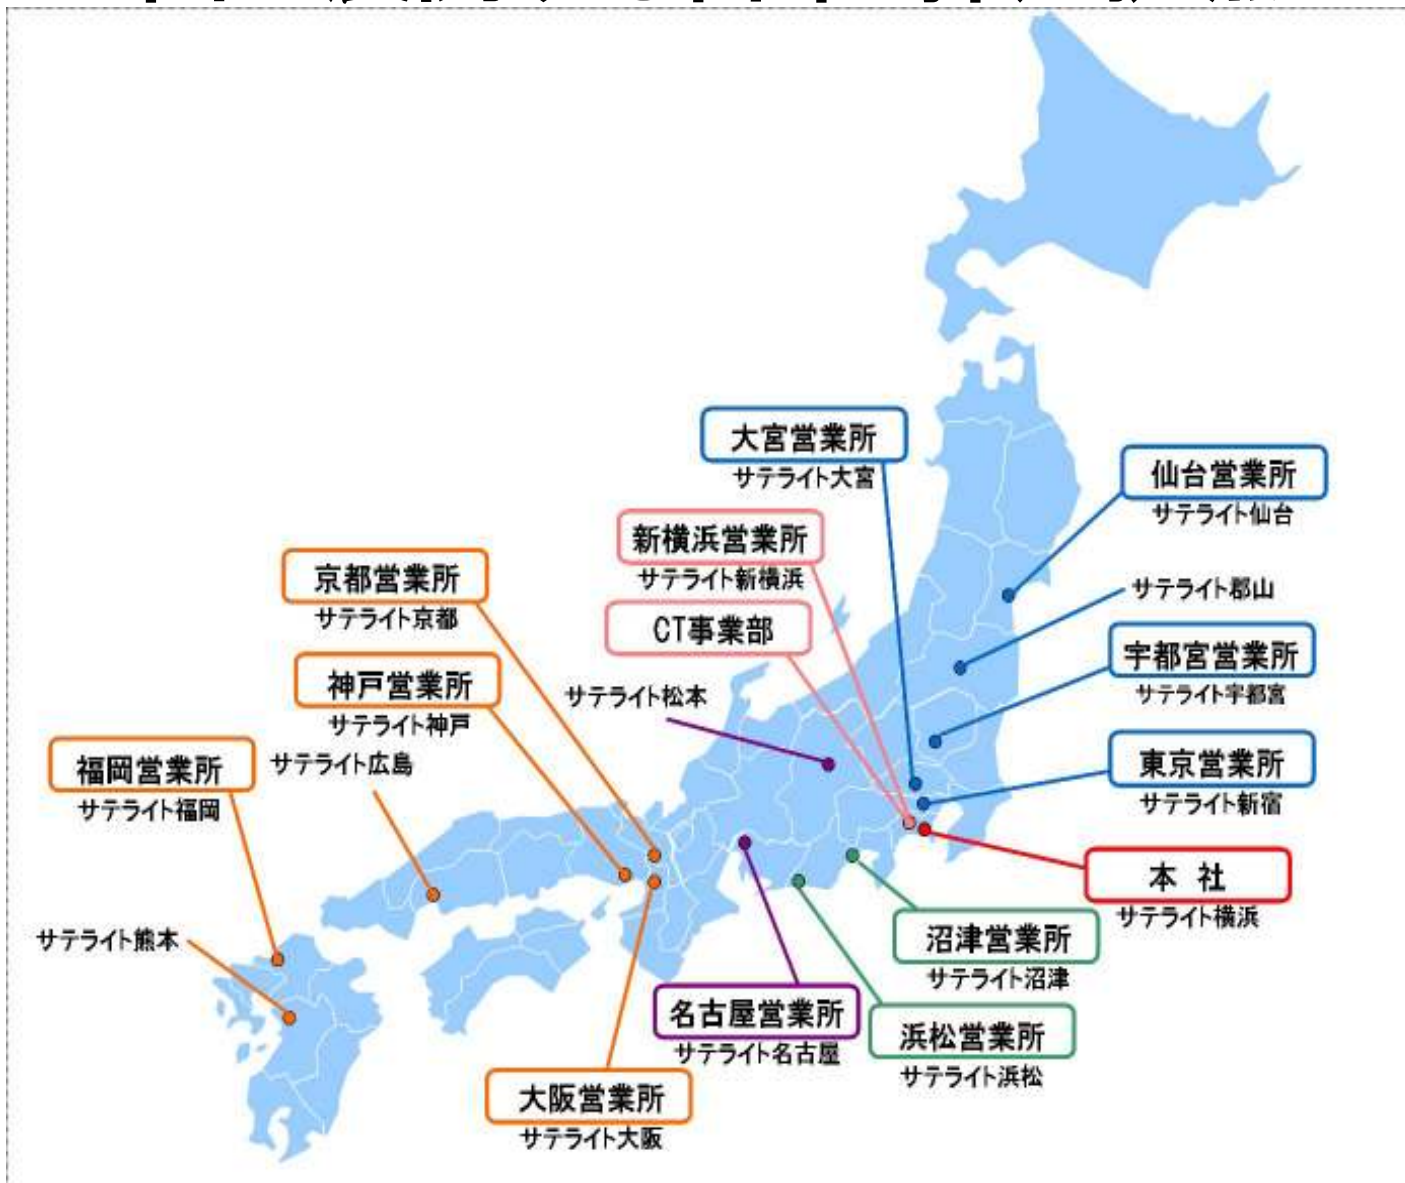 大宮営業所
サテライト大宮
仙台営業所
サテライト仙台
新横浜営業所
サテライト新横浜
サテライト郡山
京都営業所
サテライト京都
CT事業部
宇都宮営業所
サテライト宇都宮
神戸営業所
サテライト神戸
サテライト松本
東京営業所
サテライト新宿
福岡営業所
サテライト福岡
サテライト広島
本 社
サテライト横浜
サテライト熊本
沼津営業所
サテライト沼津
名古屋営業所
サテライト名古屋
浜松営業所
サテライト浜松
大阪営業所
サテライト大阪